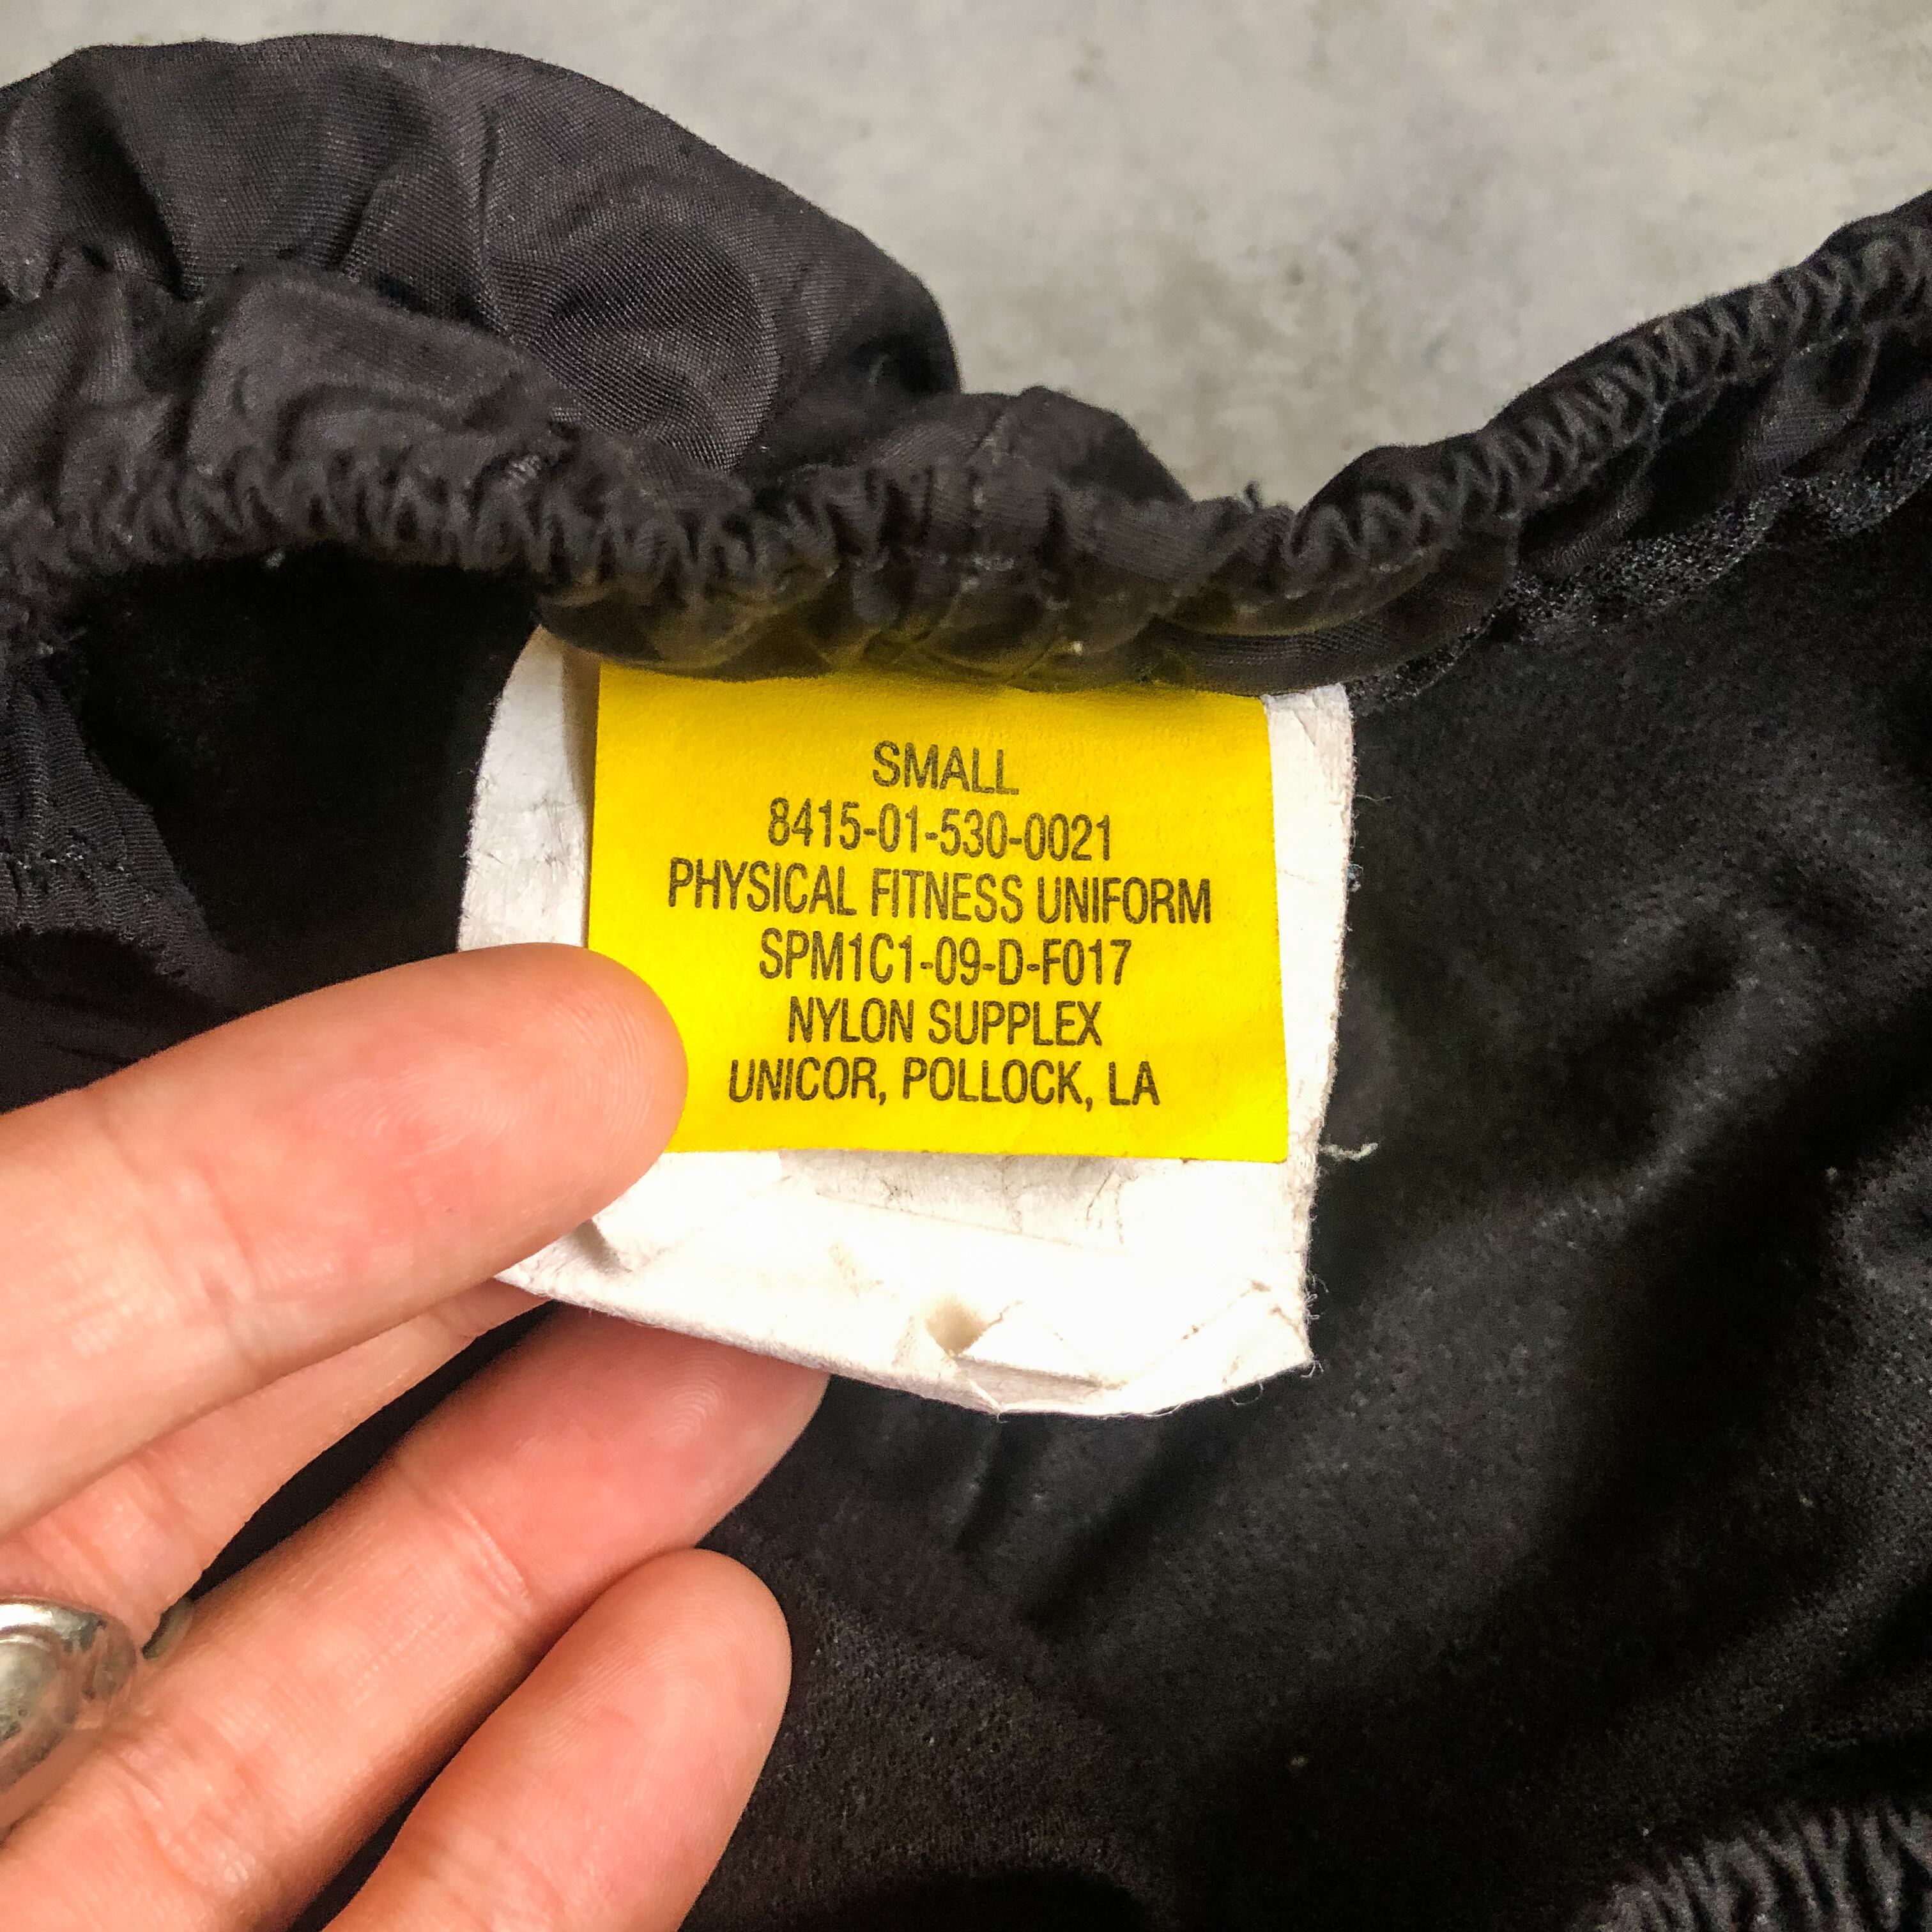 SMALL
8415-01-530-0021
PHYSICAL FITNESS UNIFORM
SPM1C1-09-D-F017
NYLON SUPPLEX
UNICOR, POLLOCK, LA